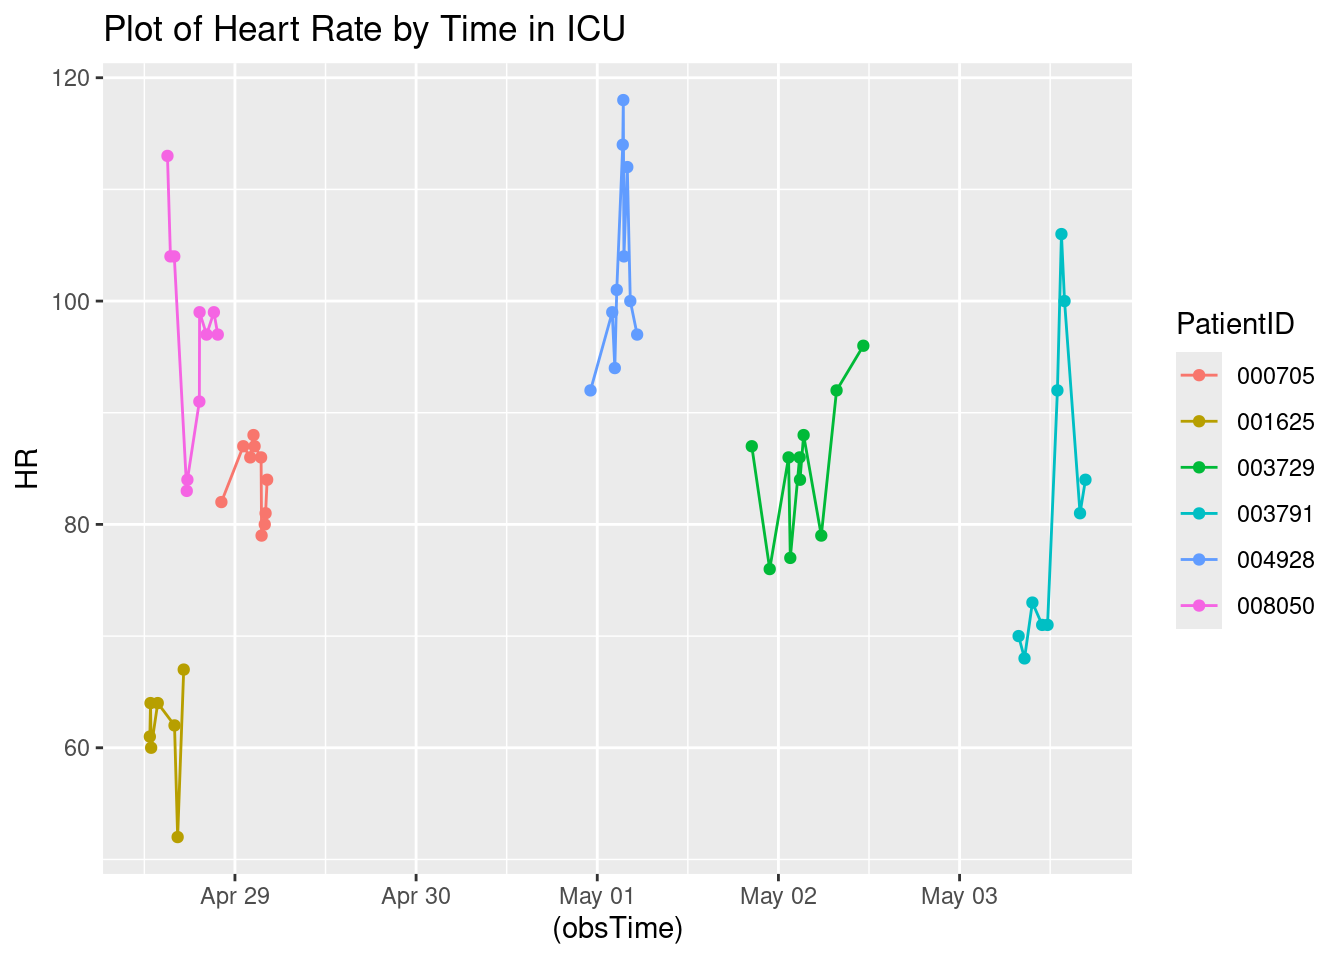 Plot of Heart Rate by Time in ICU
120
100
80
60
HR
Apr 29
Apr 30
May 01
May 02
May 03
(obsTime)
PatientID
000705
001625
003729
003791
004928
008050